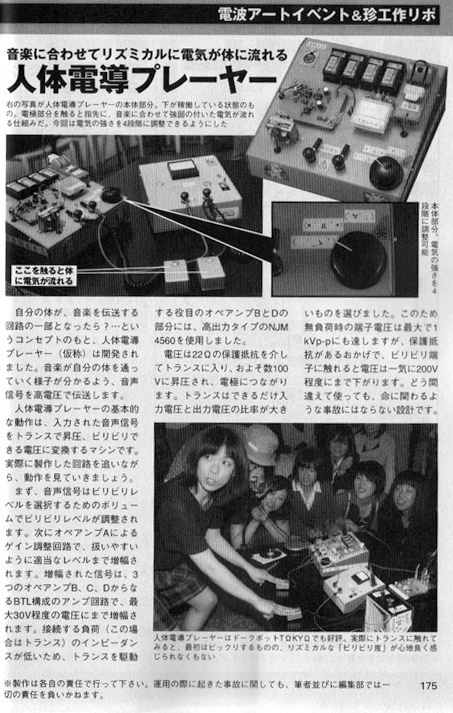 電波アートイベント&珍工作リポ
音楽に合わせてリズミカルに電気が体に流れる
人体電導プレーヤー
右の写真が人体電導プレーヤーの本体部分。下が稼働している状態のも
の。電極部分を触ると指先に、音楽に合わせて強弱の付いた電気が流れ
る仕組みだ。今回は電気の強さを4段階に調整できるようにした
本体部分。電気の強さを4
段階に調整可能
ここを触ると体
に電気が流れる
自分の体が、音楽を伝送する
回路の一部となったら?…とい
うコンセプトのもと、人体電導
プレーヤー(仮称)は開発され
ました。音楽が自分の体を通っ
ていく様子が分かるよう、音声
信号を高電圧で伝送します。
人体電導プレーヤーの基本的
な動作は、入力された音声信号
をトランスで昇圧、ビリビリで
きる電圧に変換するマシンです。
実際に製作した回路を追いなが
ら、動作を見ていきましょう。
まず、音声信号はビリビリレ
ベルを選択するためのボリュー
ムでビリビリレベルが調整され
ます。次にオペアンプAによる
ゲイン調整回路で、扱いやすい
ように適当なレベルまで増幅さ
れます。増幅された信号は、3
つのオペアンプB、C、Dからな
るBTL構成のアンプ回路で、最
大30V程度の電圧にまで増幅さ
れます。接続する負荷(この場
合はトランス)のインピーダン
スが低いため、トランスを駆動
する役目のオペアンプBとDの
部分には、高出力タイプのNJM
4560を使用しました。
電圧は22Ωの保護抵抗を介し
てトランスに入り、およそ数100
Vに昇圧され、電極につながり
ます。トランスはできるだけ入
力電圧と出力電圧の比率が大き
いものを選びました。このため
無負荷時の端子電圧は最大で1
kVp-pにも達しますが、保護抵
抗があるおかげで、ビリビリ端
子に触れると電圧は一気に200V
程度にまで下がります。どう間
違えて使っても、命に関わるよ
うな事故にはならない設計です。
人体電導プレーヤーはドークボットTΩKYΩでも好評。実際にトランスに触れて
みると、最初はビックリするものの、リズミカルな「ビリビリ度」が心地良く感
じられなくもない
※製作は各自の責任で行って下さい。運用の際に起きた事故に関しても、筆者並びに編集部では一
切の責任を負いかねます。
175